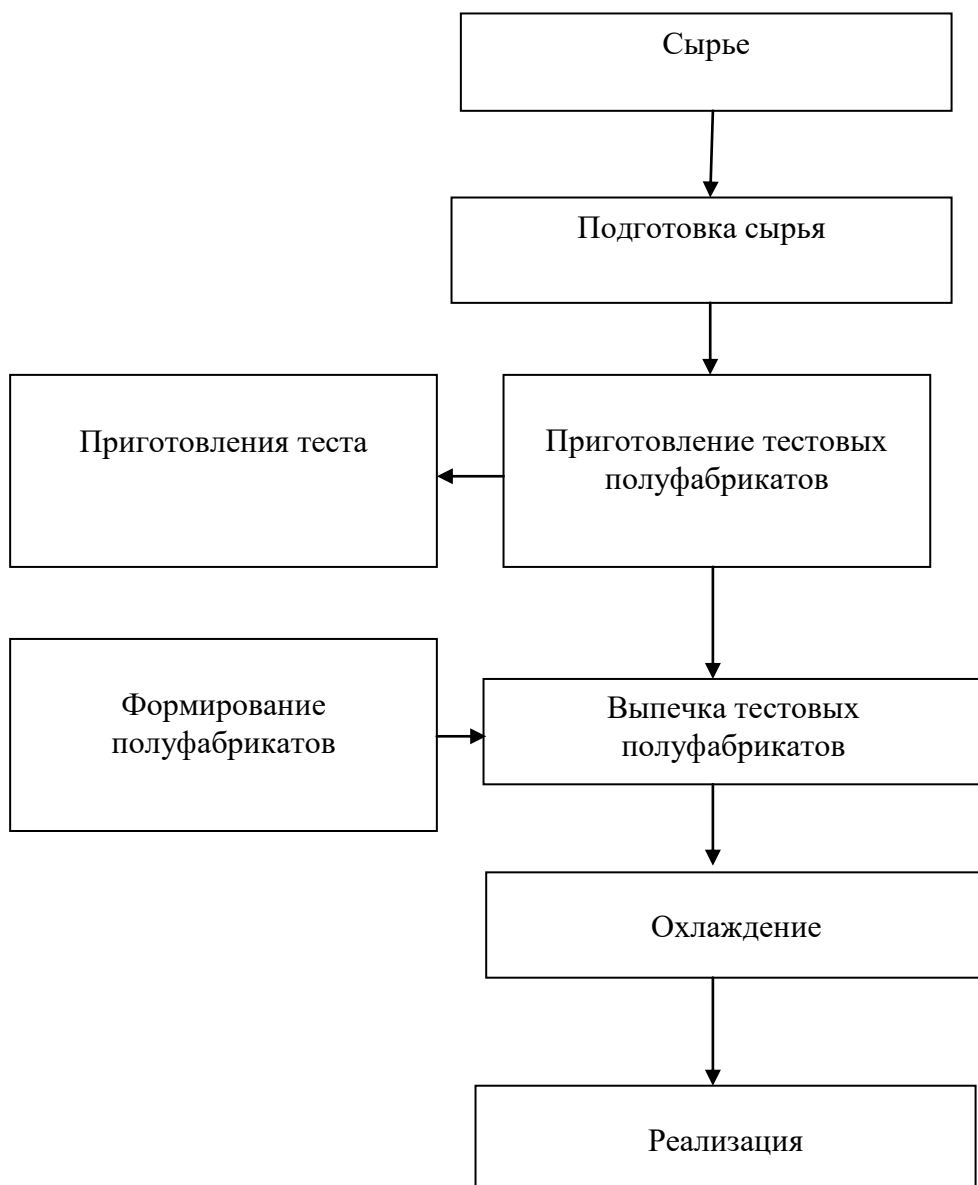 Сырье
Подготовка сырья
Приготовления теста
Приготовление тестовых
полуфабрикатов
Формирование
полуфабрикатов
Выпечка тестовых
полуфабрикатов
Охлаждение
Реализация